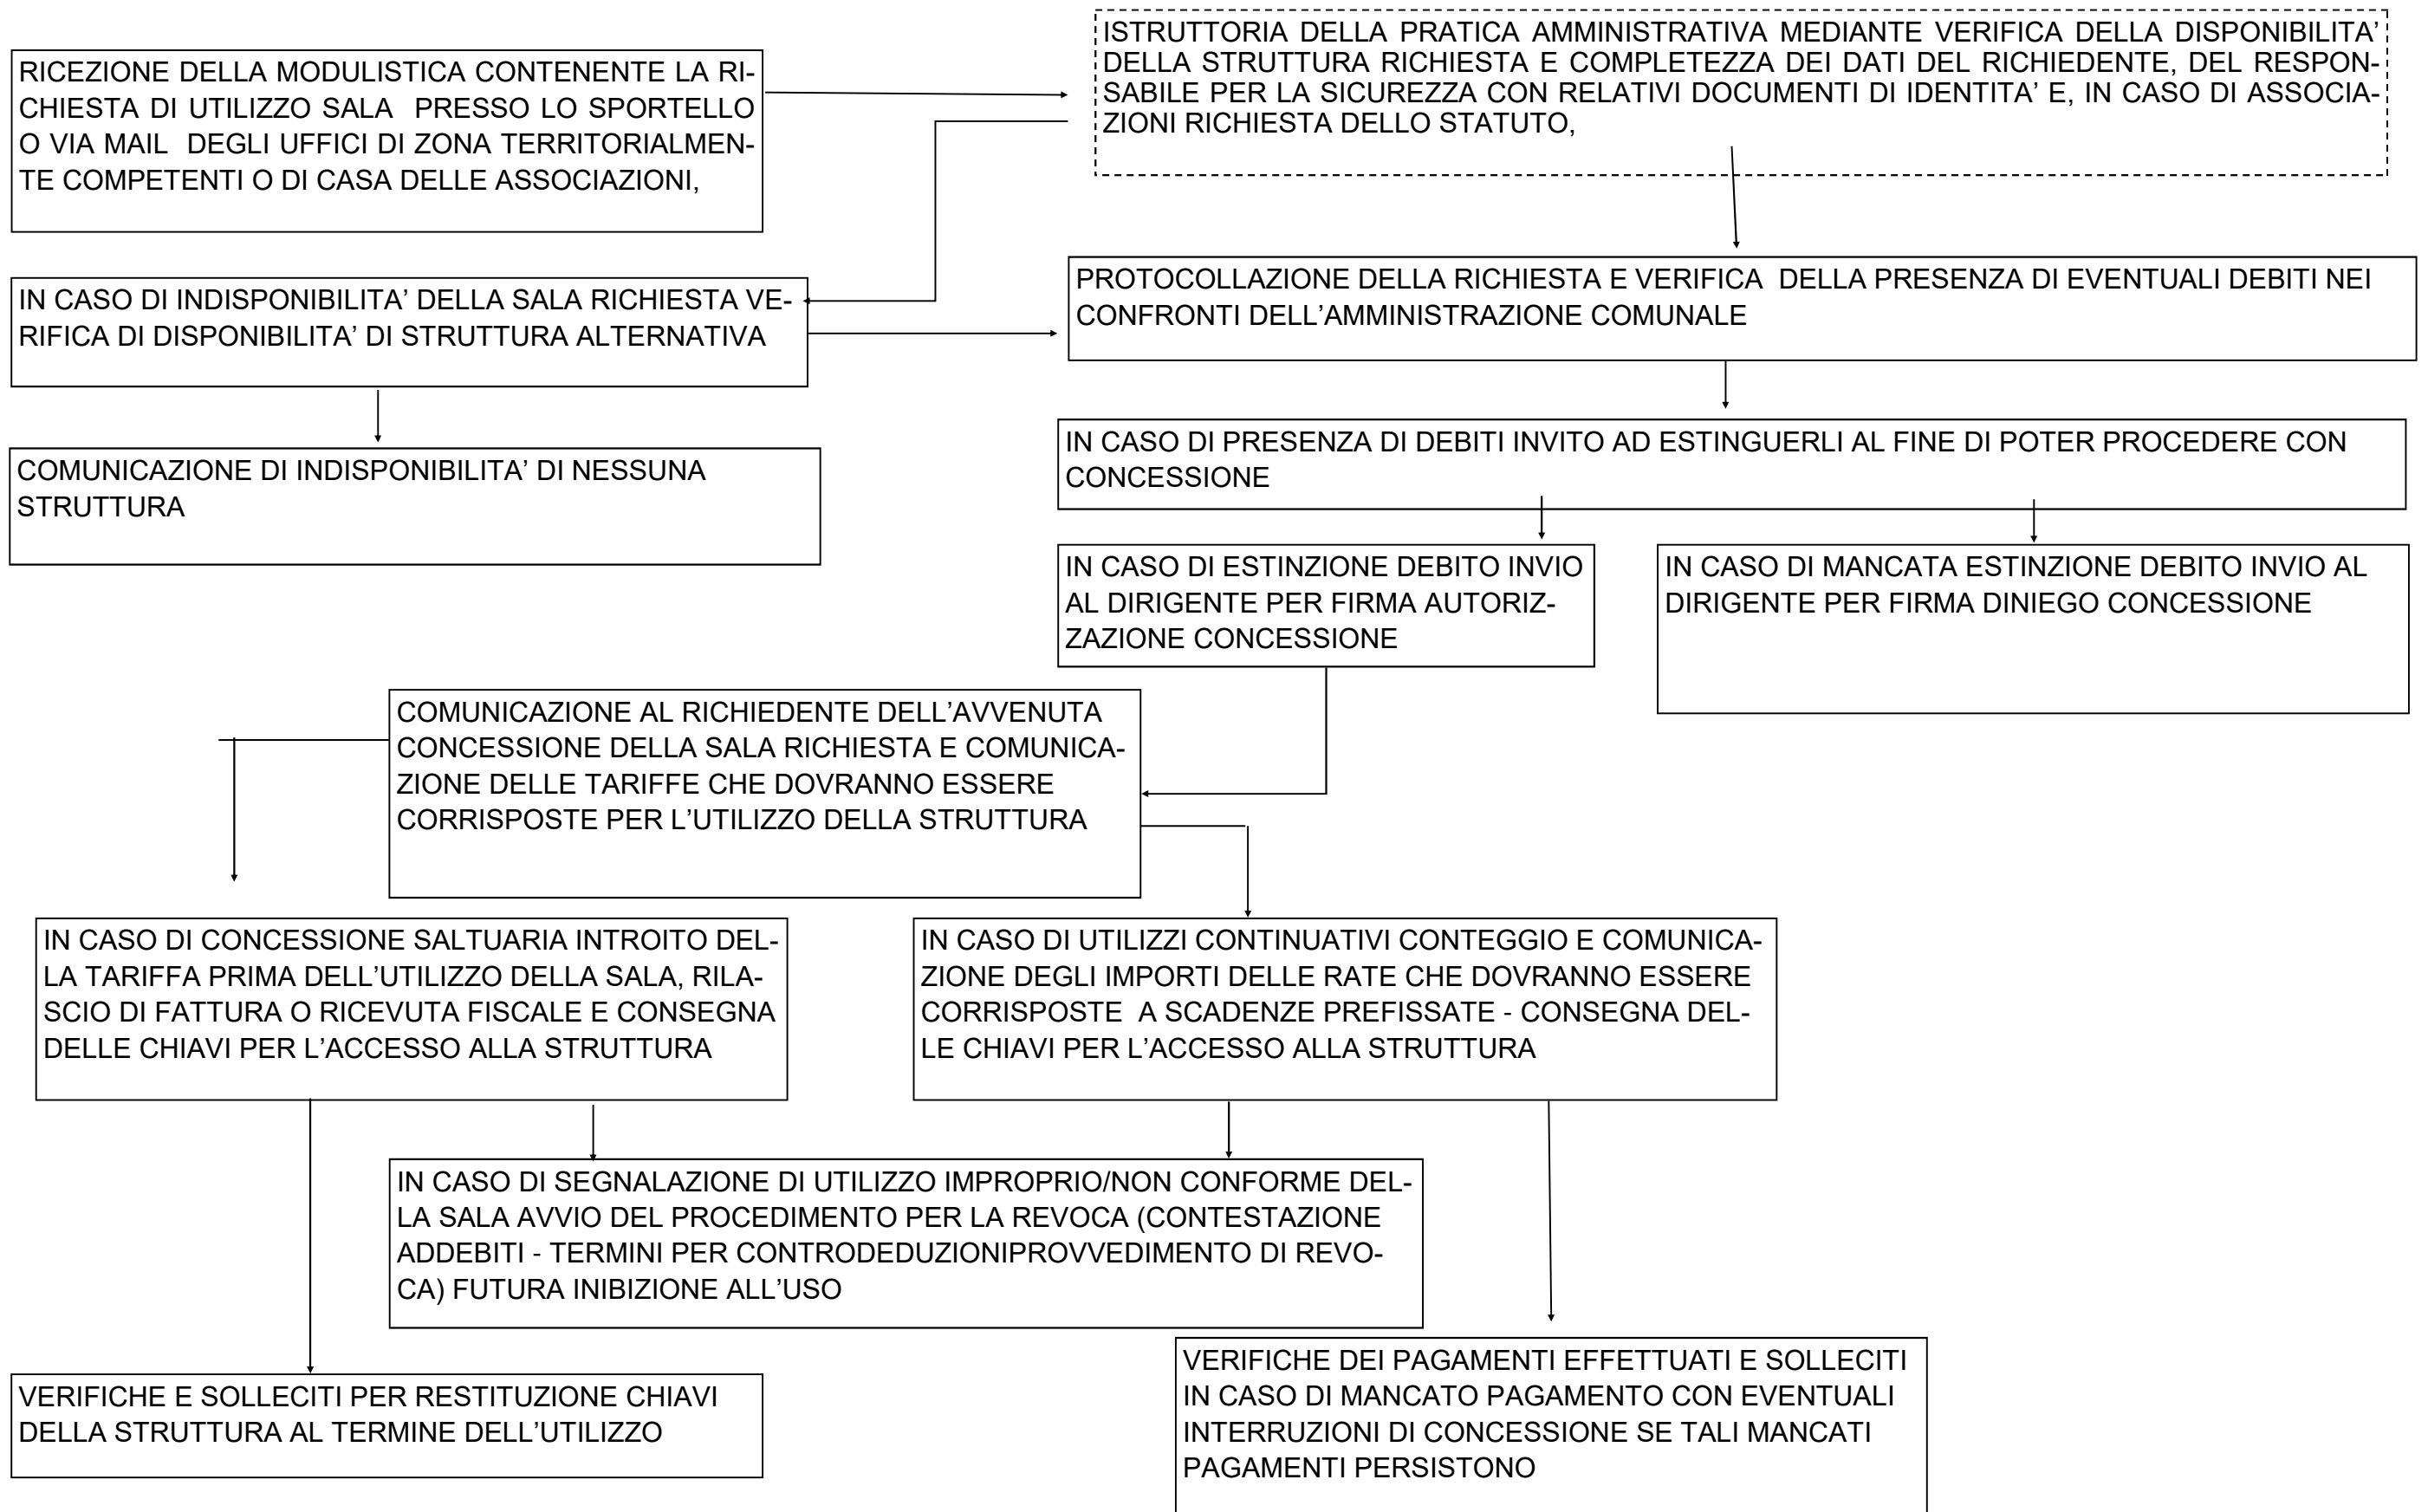 RICEZIONE DELLA MODULISTICA CONTENENTE LA RI-
CHIESTA DI UTILIZZO SALA  PRESSO LO SPORTELLO
O VIA MAIL  DEGLI UFFICI DI ZONA TERRITORIALMEN-
TE COMPETENTI O DI CASA DELLE ASSOCIAZIONI,
ISTRUTTORIA DELLA PRATICA AMMINISTRATIVA MEDIANTE VERIFICA DELLA DISPONIBILITA’
DELLA STRUTTURA RICHIESTA E COMPLETEZZA DEI DATI DEL RICHIEDENTE, DEL RESPON-
SABILE PER LA SICUREZZA CON RELATIVI DOCUMENTI DI IDENTITA’ E, IN CASO DI ASSOCIA-
ZIONI RICHIESTA DELLO STATUTO,
IN CASO DI INDISPONIBILITA’ DELLA SALA RICHIESTA VE-
RIFICA DI DISPONIBILITA’ DI STRUTTURA ALTERNATIVA
PROTOCOLLAZIONE DELLA RICHIESTA E VERIFICA  DELLA PRESENZA DI EVENTUALI DEBITI NEI
CONFRONTI DELL’AMMINISTRAZIONE COMUNALE
COMUNICAZIONE DI INDISPONIBILITA’ DI NESSUNA
STRUTTURA
IN CASO DI PRESENZA DI DEBITI INVITO AD ESTINGUERLI AL FINE DI POTER PROCEDERE CON
CONCESSIONE
IN CASO DI ESTINZIONE DEBITO INVIO
AL DIRIGENTE PER FIRMA AUTORIZ-
ZAZIONE CONCESSIONE
IN CASO DI MANCATA ESTINZIONE DEBITO INVIO AL
DIRIGENTE PER FIRMA DINIEGO CONCESSIONE
COMUNICAZIONE AL RICHIEDENTE DELL’AVVENUTA
CONCESSIONE DELLA SALA RICHIESTA E COMUNICA-
ZIONE DELLE TARIFFE CHE DOVRANNO ESSERE
CORRISPOSTE PER L’UTILIZZO DELLA STRUTTURA
IN CASO DI CONCESSIONE SALTUARIA INTROITO DEL-
LA TARIFFA PRIMA DELL’UTILIZZO DELLA SALA, RILA-
SCIO DI FATTURA O RICEVUTA FISCALE E CONSEGNA
DELLE CHIAVI PER L’ACCESSO ALLA STRUTTURA
IN CASO DI UTILIZZI CONTINUATIVI CONTEGGIO E COMUNICA-
ZIONE DEGLI IMPORTI DELLE RATE CHE DOVRANNO ESSERE
CORRISPOSTE  A SCADENZE PREFISSATE - CONSEGNA DEL-
LE CHIAVI PER L’ACCESSO ALLA STRUTTURA
IN CASO DI SEGNALAZIONE DI UTILIZZO IMPROPRIO/NON CONFORME DEL-
LA SALA AVVIO DEL PROCEDIMENTO PER LA REVOCA (CONTESTAZIONE
ADDEBITI - TERMINI PER CONTRODEDUZIONIPROVVEDIMENTO DI REVO-
CA) FUTURA INIBIZIONE ALL’USO
VERIFICHE E SOLLECITI PER RESTITUZIONE CHIAVI
DELLA STRUTTURA AL TERMINE DELL’UTILIZZO
VERIFICHE DEI PAGAMENTI EFFETTUATI E SOLLECITI
IN CASO DI MANCATO PAGAMENTO CON EVENTUALI
INTERRUZIONI DI CONCESSIONE SE TALI MANCATI
PAGAMENTI PERSISTONO